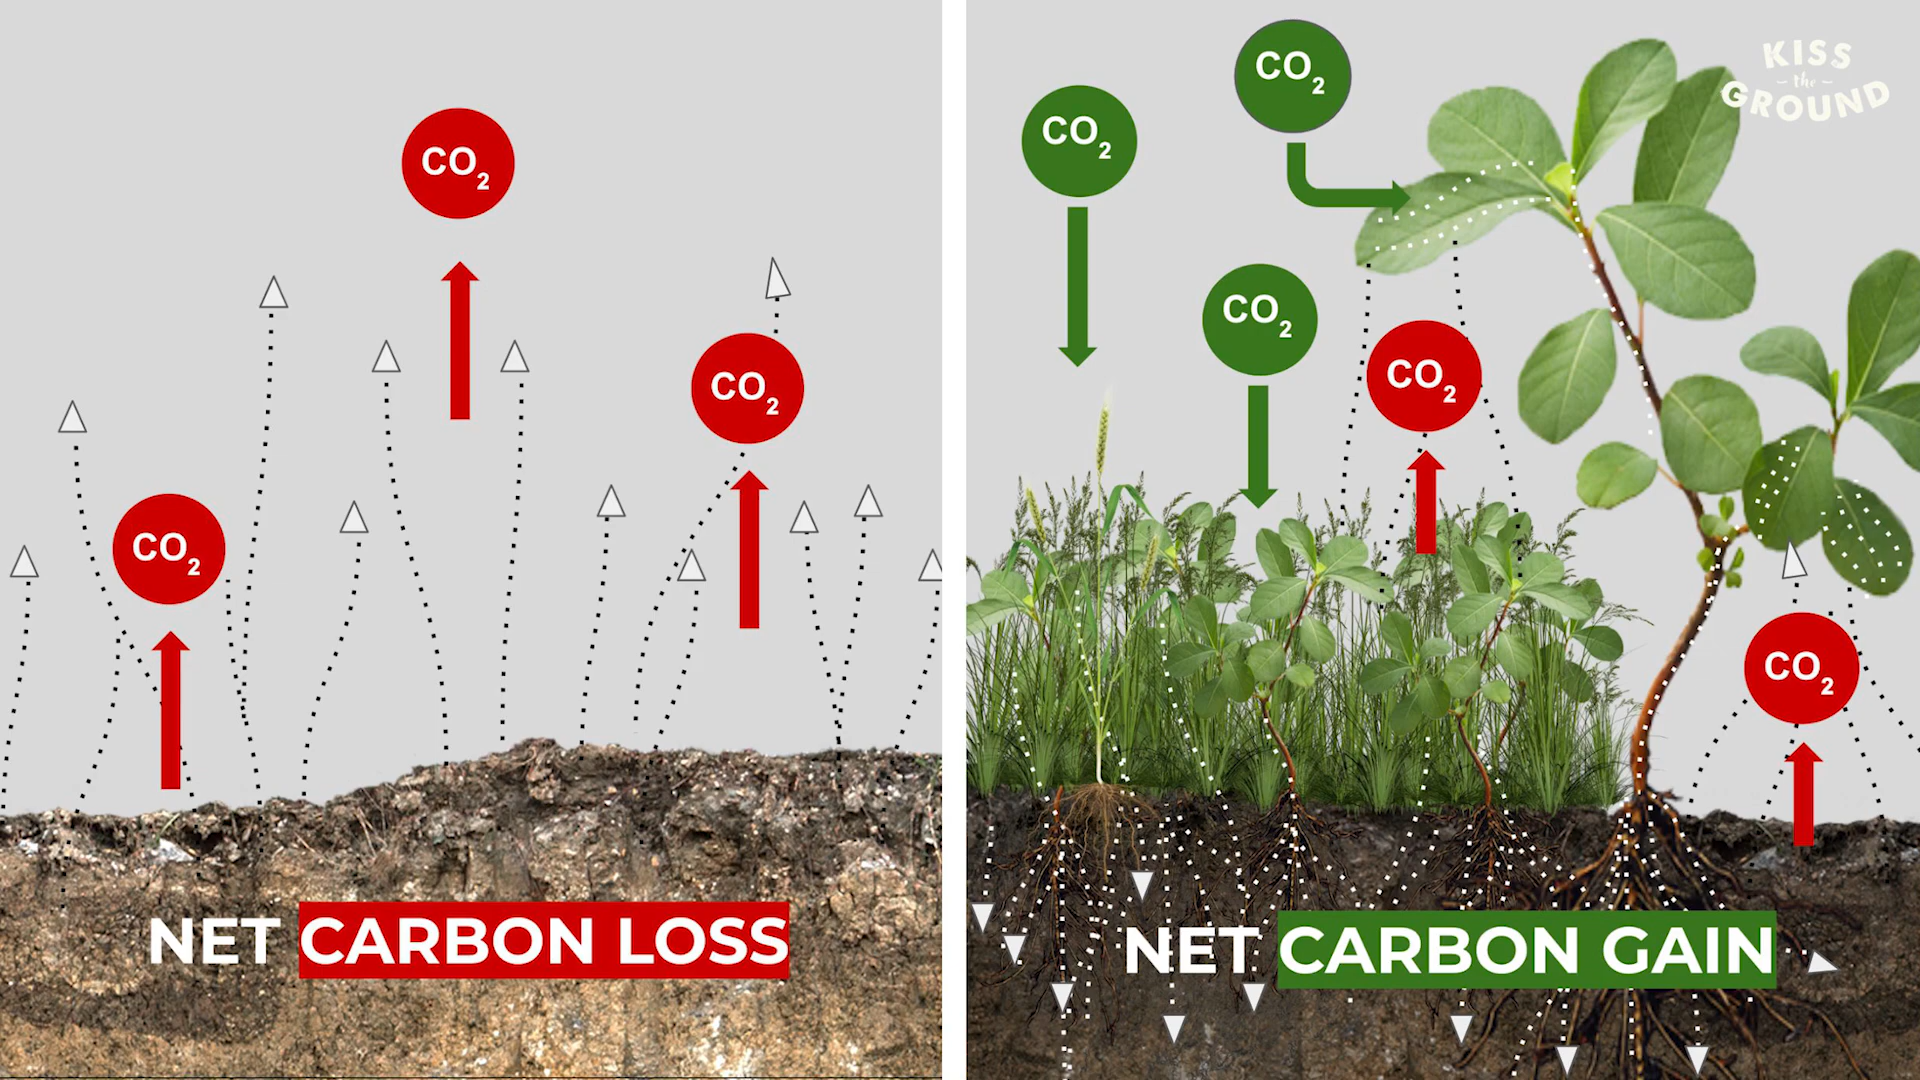 CO2
CO2
CO2
NET CARBON LOSS
KISS
the
GROUND
CO2
CO2
CO2
CO2
CO2
NET CARBON GAIN